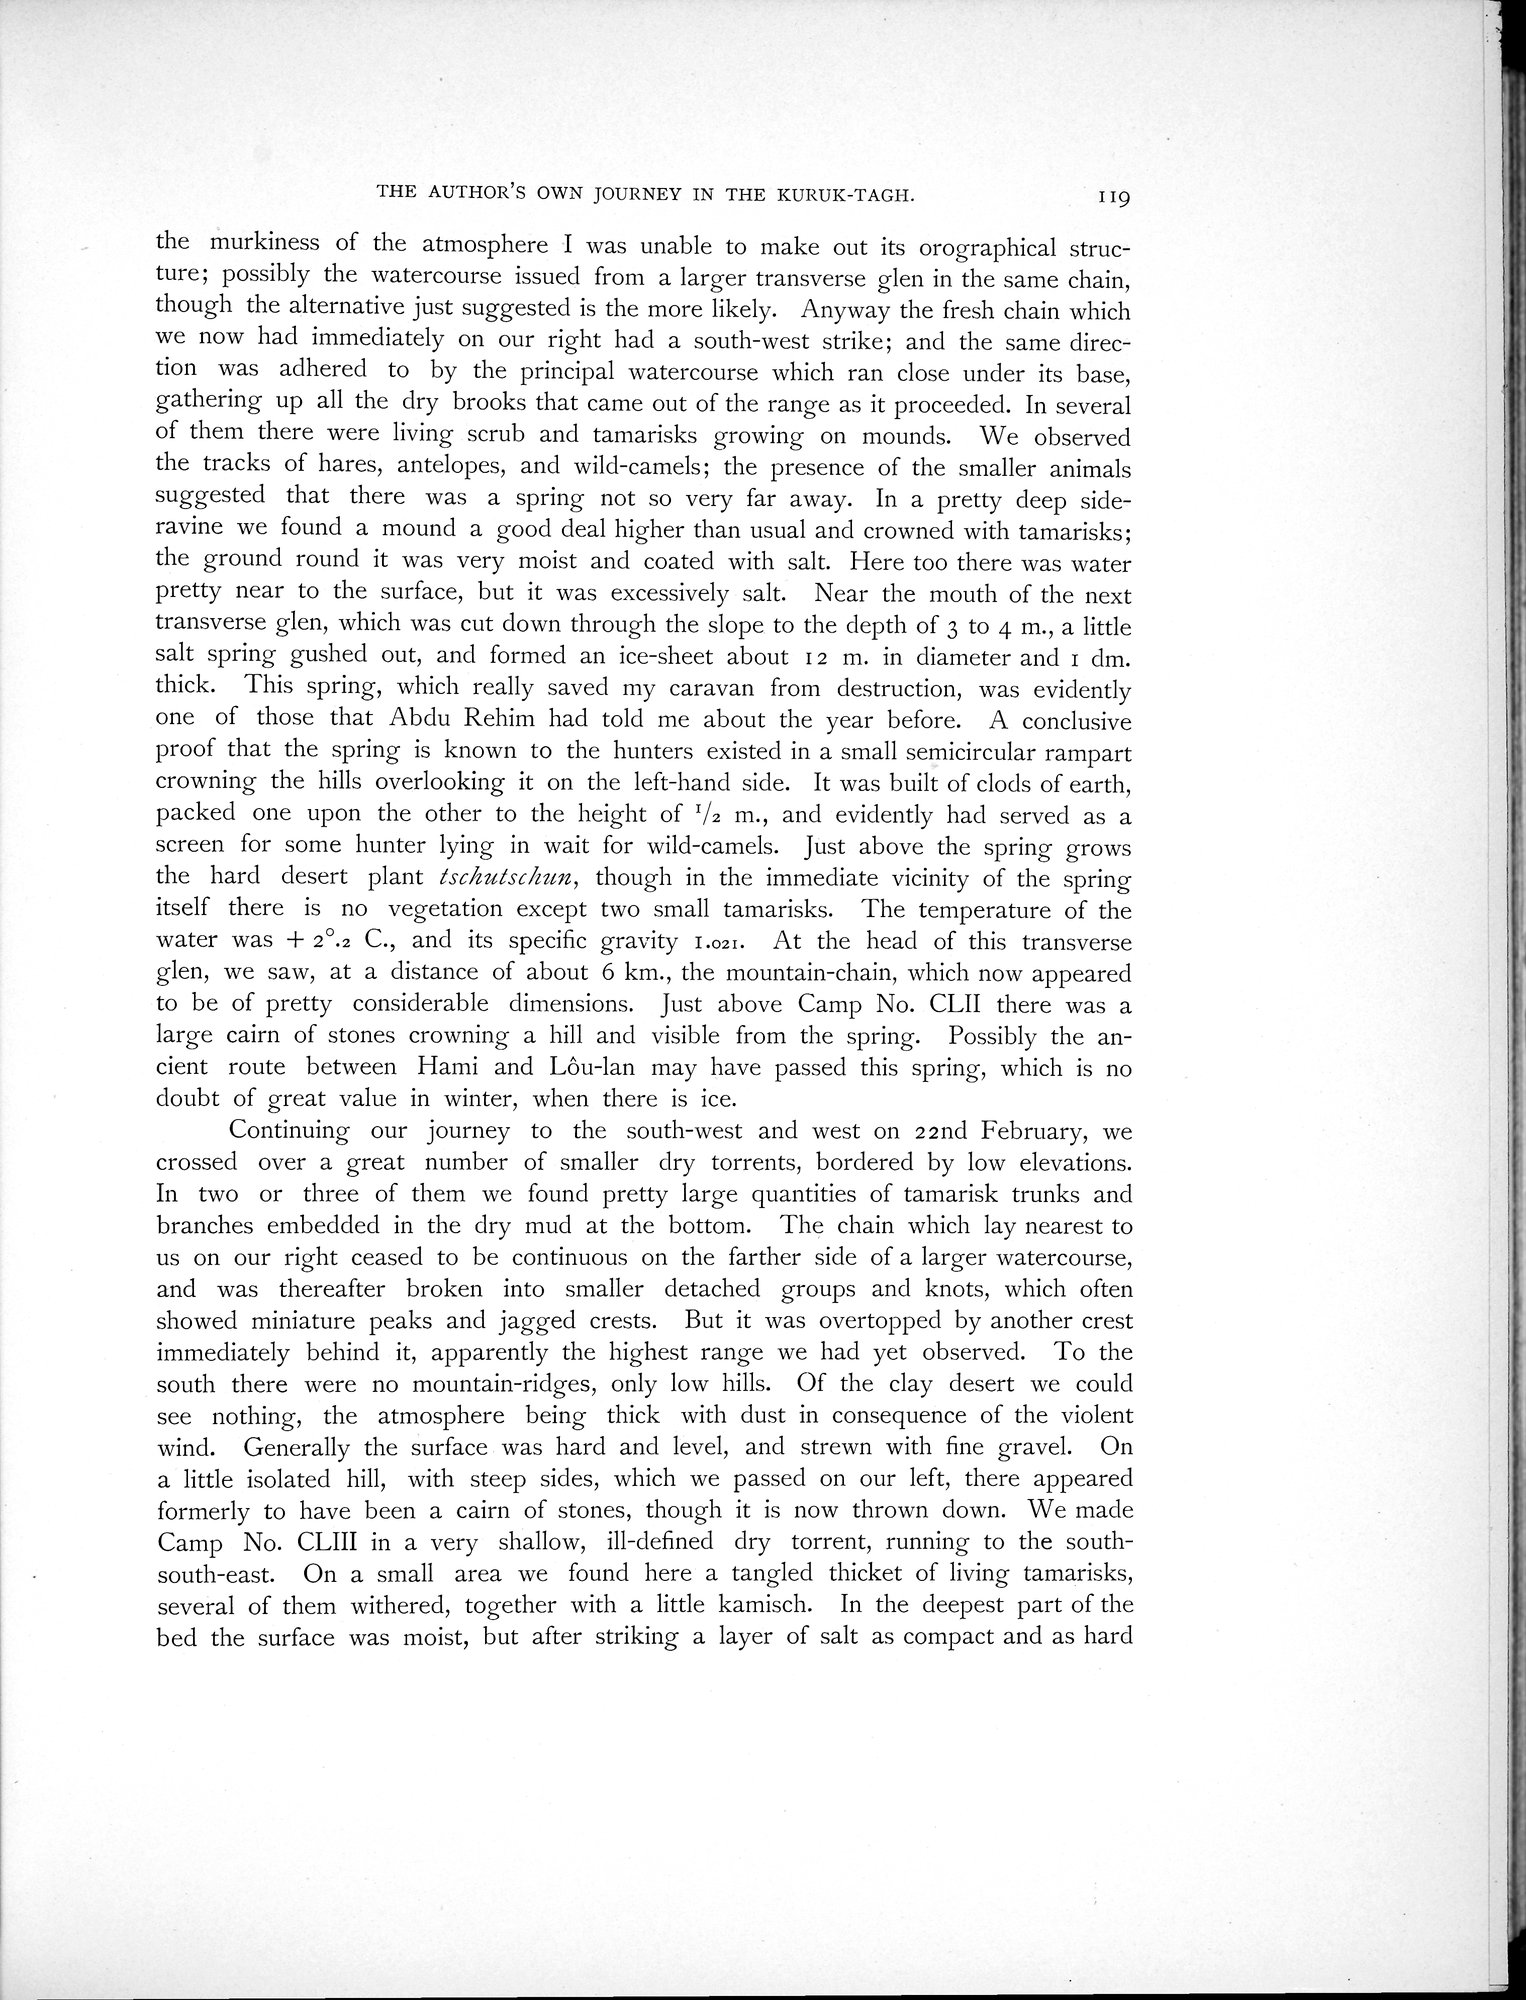 THE AUTHOR'S OWN JOURNEY IN THE KURUK-TAGH. 119
the murkiness of the atmosphere I was unable to make out its orographical struc-
ture; possibly the watercourse issued from a larger transverse glen in the same chain,
though the alternative just suggested is the more likely. Anyway the fresh chain which
we now had immediately on our right had a south-west strike; and the same direc-
tion was adhered to by the principal watercourse which ran close under its base,
gathering up all the dry brooks that came out of the range as it proceeded. In several
of them there were living scrub and tamarisks growing on mounds. We observed
the tracks of hares, antelopes, and wild-camels; the presence of the smaller animals
suggested that there was a spring not so very far away. In a pretty deep side-
ravine we found a mound a good deal higher than usual and crowned with tamarisks;
the ground round it was very moist and coated with salt. Here too there was water
pretty near to the surface, but it was excessively salt. Near the mouth of the next
transverse glen, which was cut down through the slope to the depth of 3 to 4 m., a little
salt spring gushed out, and formed an ice-sheet about 12 m. in diameter and 1 dm.
thick. This spring, which really saved my caravan from destruction, was evidently
one of those that Abdu Rehim had told me about the year before. A conclusive
proof that the spring is known to the hunters existed in a small semicircular rampart
crowning the hills overlooking it on the left-hand side. It was built of clods of earth,
packed one upon the other to the height of 1/2 m., and evidently had served as a
screen for some hunter lying in wait for wild-camels. Just above the spring grows
the hard desert plant tschutschun, though in the immediate vicinity of the spring
itself there is no vegetation except two small tamarisks. The temperature of the
water was + 2°.2 C., and its specific gravity 1.021. At the head of this transverse
glen, we saw, at a distance of about 6 km., the mountain-chain, which now appeared
to be of pretty considerable dimensions. Just above Camp No. CLII there was a
large cairn of stones crowning a hill and visible from the spring. Possibly the an-
cient route between Hami and Lôu-lan may have passed this spring, which is no
doubt of great value in winter, when there is ice.
Continuing our journey to the south-west and west on 22nd February, we
crossed over a great number of smaller dry torrents, bordered by low elevations.
In two or three of them we found pretty large quantities of tamarisk trunks and
branches embedded in the dry mud at the bottom. The chain which lay nearest to
us on our right ceased to be continuous on the farther side of a larger watercourse,
and was thereafter broken into smaller detached groups and knots, which often
showed miniature peaks and jagged crests. But it was overtopped by another crest
immediately behind it, apparently the highest range we had yet observed. To the
south there were no mountain-ridges, only low hills. Of the clay desert we could
see nothing, the atmosphere being thick with dust in consequence of the violent
wind. Generally the surface was hard and level, and strewn with fine gravel. On
a little isolated hill, with steep sides, which we passed on our left, there appeared
formerly to have been a cairn of stones, though it is now thrown down. We made
Camp No. CLIII in a very shallow, ill-defined dry torrent, running to the south-
south-east. On a small area we found here a tangled thicket of living tamarisks,
several of them withered, together with a little kamisch. In the deepest part of the
bed the surface was moist, but after striking a layer of salt as compact and as hard